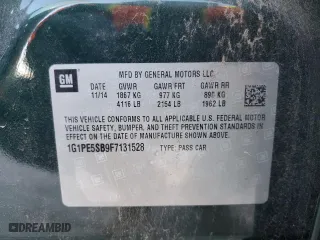 GM
MFD BY GENERAL MOTORS LLC
DATE GVWR GAWR FRT GAWR RR
11/14 1867 KG 977 KG 890 KG
4116 LB 2154 LB 1962 LB
THIS VEHICLE CONFORMS TO ALL APPLICABLE U.S. FEDERAL MOTOR
VEHICLE SAFETY, BUMPER, AND THEFT PREVENTION STANDARDS IN
EFFECT ON THE DATE OF MANUFACTURE SHOWN ABOVE.
1G1PE5SB9F7131528 TYPE: PASS CAR